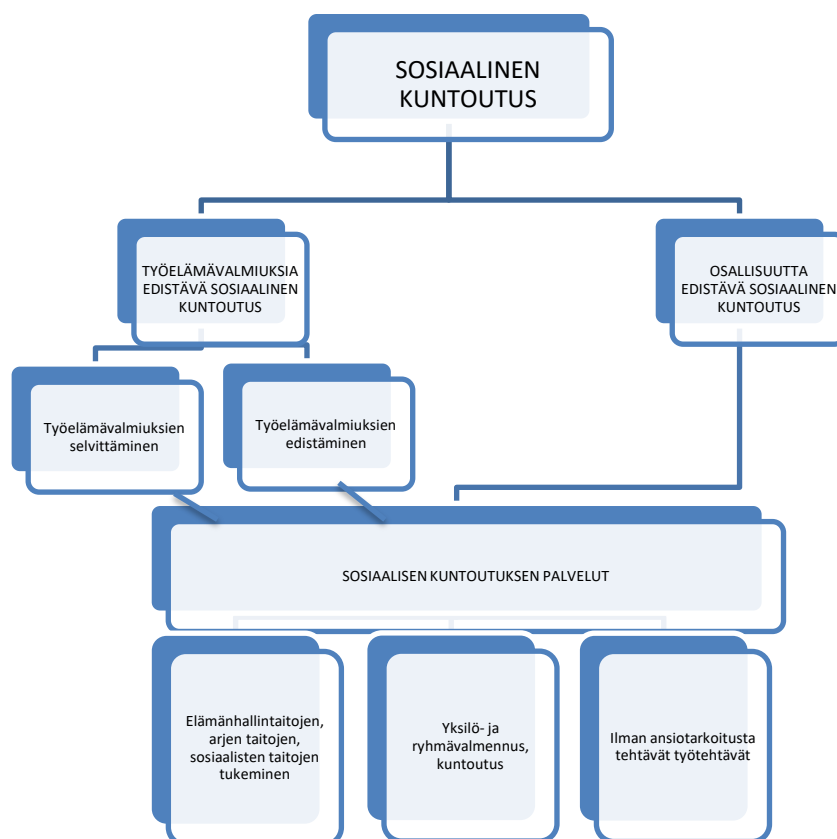 SOSIAALINEN
KUNTOUTUS
TYÖELÄMÄVALMIUKSIA
EDISTÄVÄ SOSIAALINEN
KUNTOUTUS
OSALLISUUTTA
EDISTÄVÄ SOSIAALINEN
KUNTOUTUS
Työelämävalmiuksien
selvittäminen
Työelämävalmiuksien
edistäminen
SOSIAALISEN KUNTOUTUKSEN PALVELUT
Elämänhallintaitojen,
arjen taitojen,
sosiaalisten taitojen
tukeminen
Yksilö- ja
ryhmävalmennus,
kuntoutus
Ilman ansiotarkoitusta
tehtävät työtehtävät